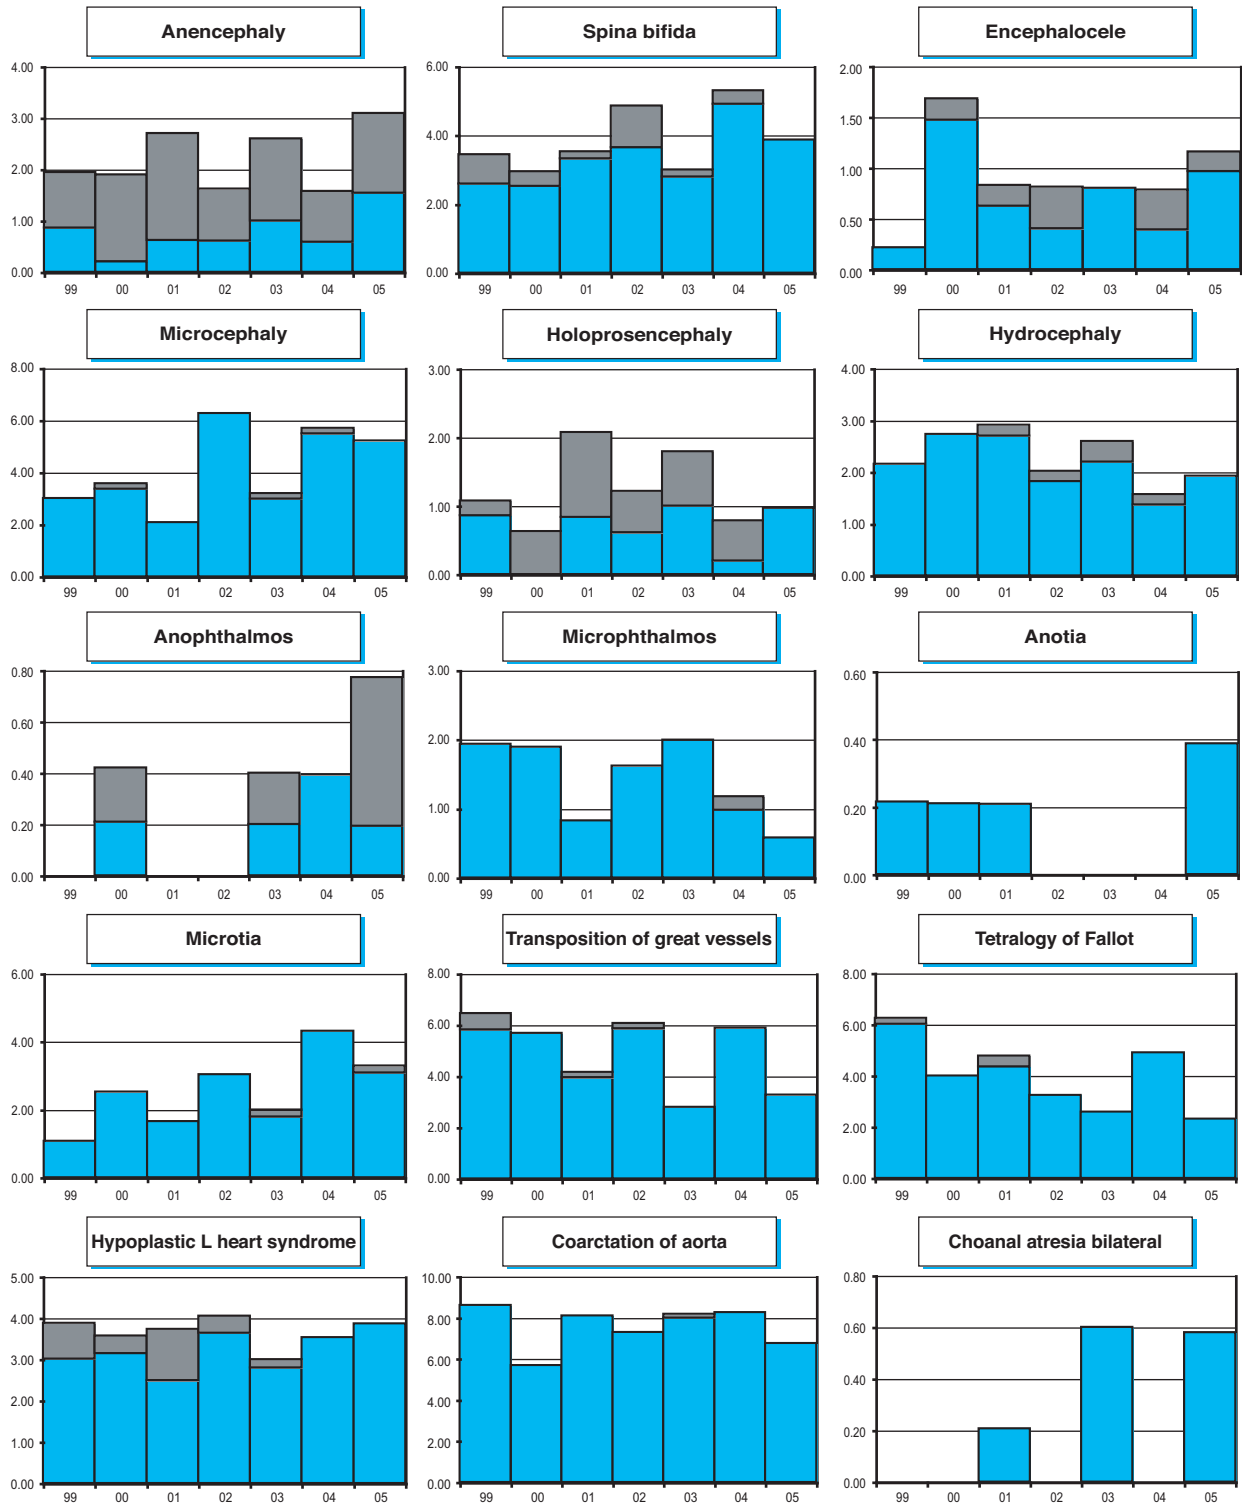 Anencephaly
4.00
3.00
2.00
1.00
0.00
99 00 01 02 03 04 05
Spina bifida
6.00
4.00
2.00
0.00
99 00 01 02 03 04 05
Encephalocele
2.00
1.50
1.00
0.50
0.00
99 00 01 02 03 04 05
Microcephaly
8.00
6.00
4.00
2.00
0.00
99 00 01 02 03 04 05
Holoprosencephaly
3.00
2.00
1.00
0.00
99 00 01 02 03 04 05
Hydrocephaly
4.00
3.00
2.00
1.00
0.00
99 00 01 02 03 04 05
Anophthalmos
0.80
0.60
0.40
0.20
0.00
99 00 01 02 03 04 05
Microphthalmos
3.00
2.00
1.00
0.00
99 00 01 02 03 04 05
Anotia
0.60
0.40
0.20
0.00
99 00 01 02 03 04 05
Microtia
6.00
4.00
2.00
0.00
99 00 01 02 03 04 05
Transposition of great vessels
8.00
6.00
4.00
2.00
0.00
99 00 01 02 03 04 05
Tetralogy of Fallot
8.00
6.00
4.00
2.00
0.00
99 00 01 02 03 04 05
Hypoplastic L heart syndrome
5.00
4.00
3.00
2.00
1.00
0.00
99 00 01 02 03 04 05
Coarctation of aorta
10.00
8.00
6.00
4.00
2.00
0.00
99 00 01 02 03 04 05
Choanal atresia bilateral
0.80
0.60
0.40
0.20
0.00
99 00 01 02 03 04 05